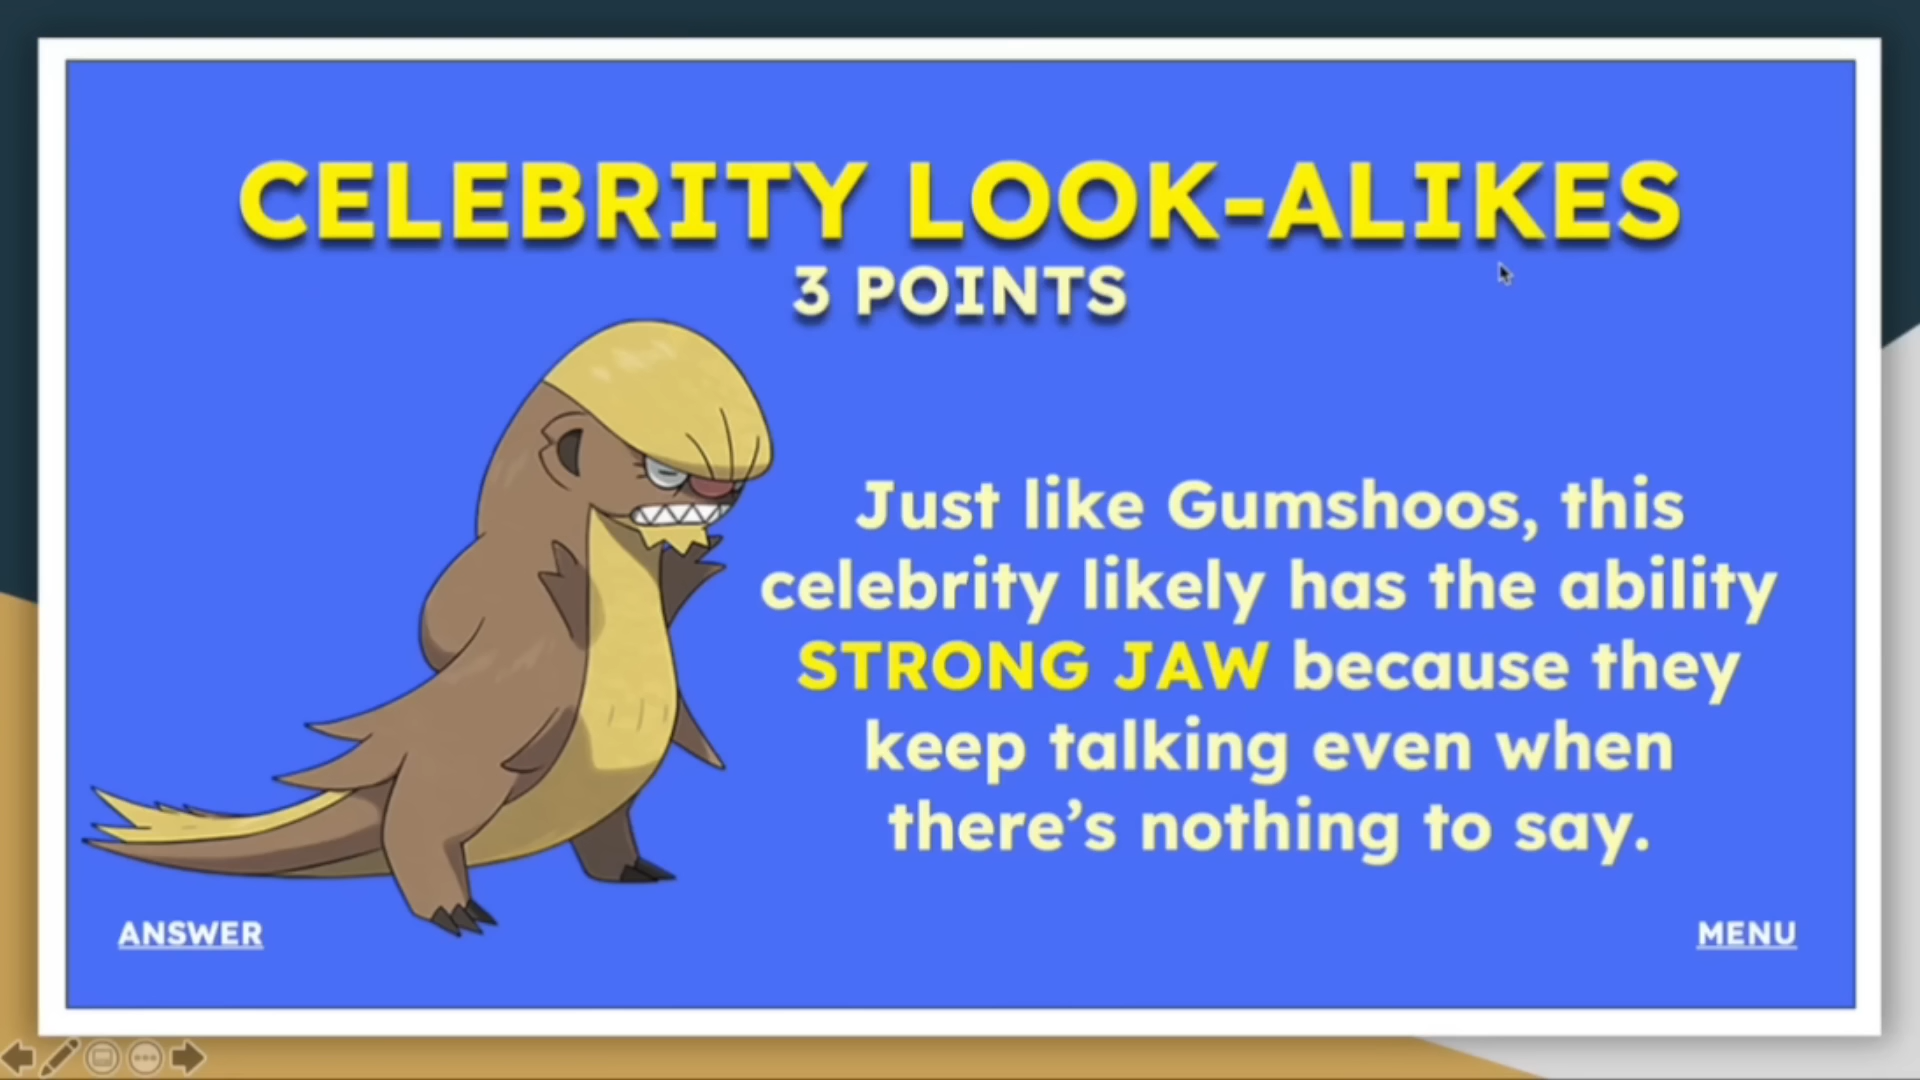 CELEBRITY LOOK-ALIKES
3 POINTS
Just like Gumshoos, this
celebrity likely has the ability
STRONG JAW because they
keep talking even when
there's nothing to say.
ANSWER
MENU